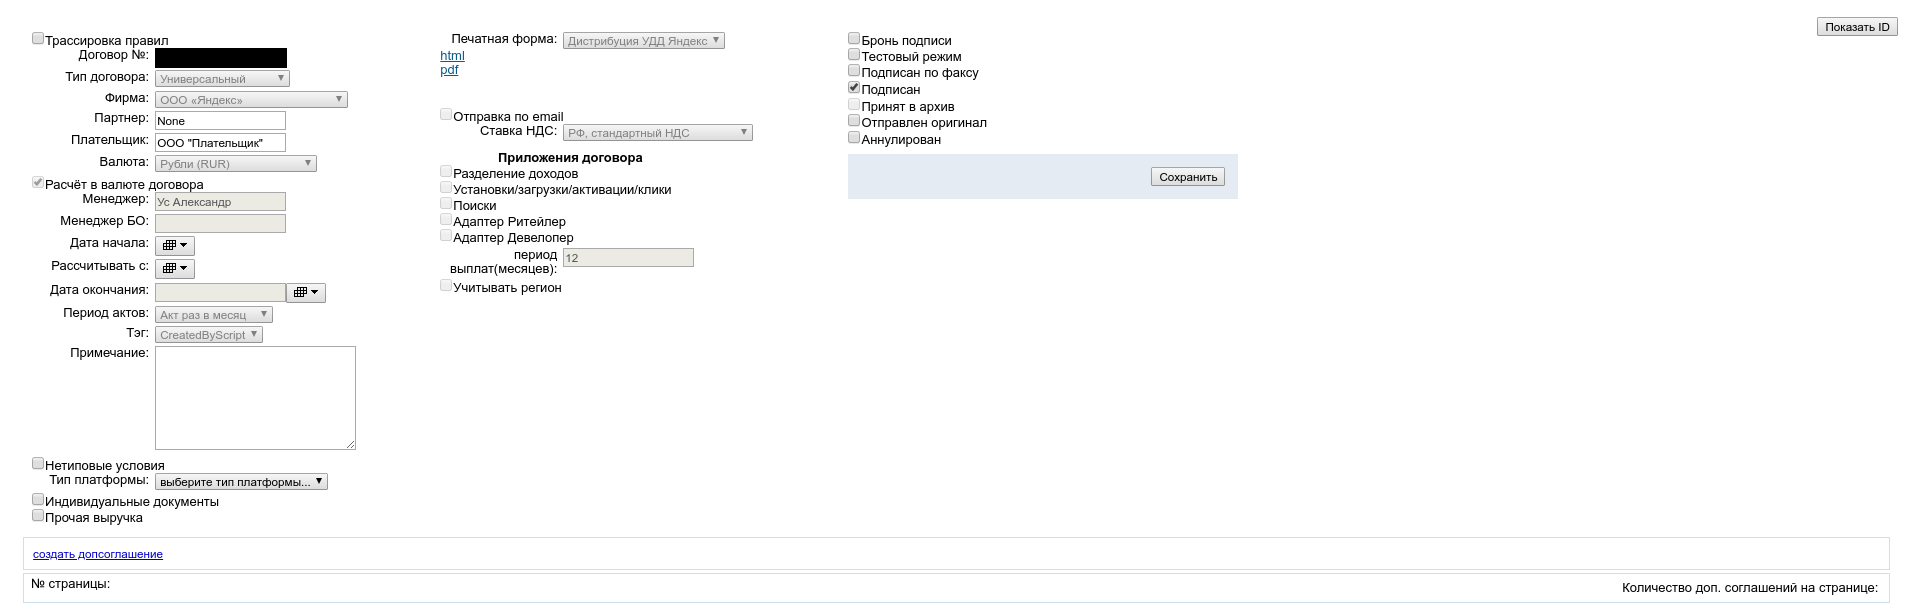 Показать ID
Трассировка правил
Договор №:
Тип договора: Универсальный
Фирма: ООО «Яндекс»
Партнер: None
Плательщик: ООО "Плательщик"
Валюта: Рубли (RUR)
Расчёт в валюте договора
Менеджер: Ус Александр
Менеджер БО:
Дата начала:
Рассчитывать с:
Дата окончания:
Период актов: Акт раз в месяц
Тэг: CreatedByScript
Примечание:
Нетиповые условия
Тип платформы: выберите тип платформы...
Индивидуальные документы
Прочая выручка
Печатная форма: Дистрибуция УДД Яндекс
html
pdf
Отправка по email
Ставка НДС: РФ, стандартный НДС
Приложения договора
Разделение доходов
Установки/загрузки/активации/клики
Поиски
Адаптер Ритейлер
Адаптер Девелопер
период
выплат(месяцев): 12
Учитывать регион
Бронь подписи
Тестовый режим
Подписан по факсу
Подписан
Принят в архив
Отправлен оригинал
Аннулирован
Сохранить
создать допсоглашение
№ страницы:
Количество доп. соглашений на странице: